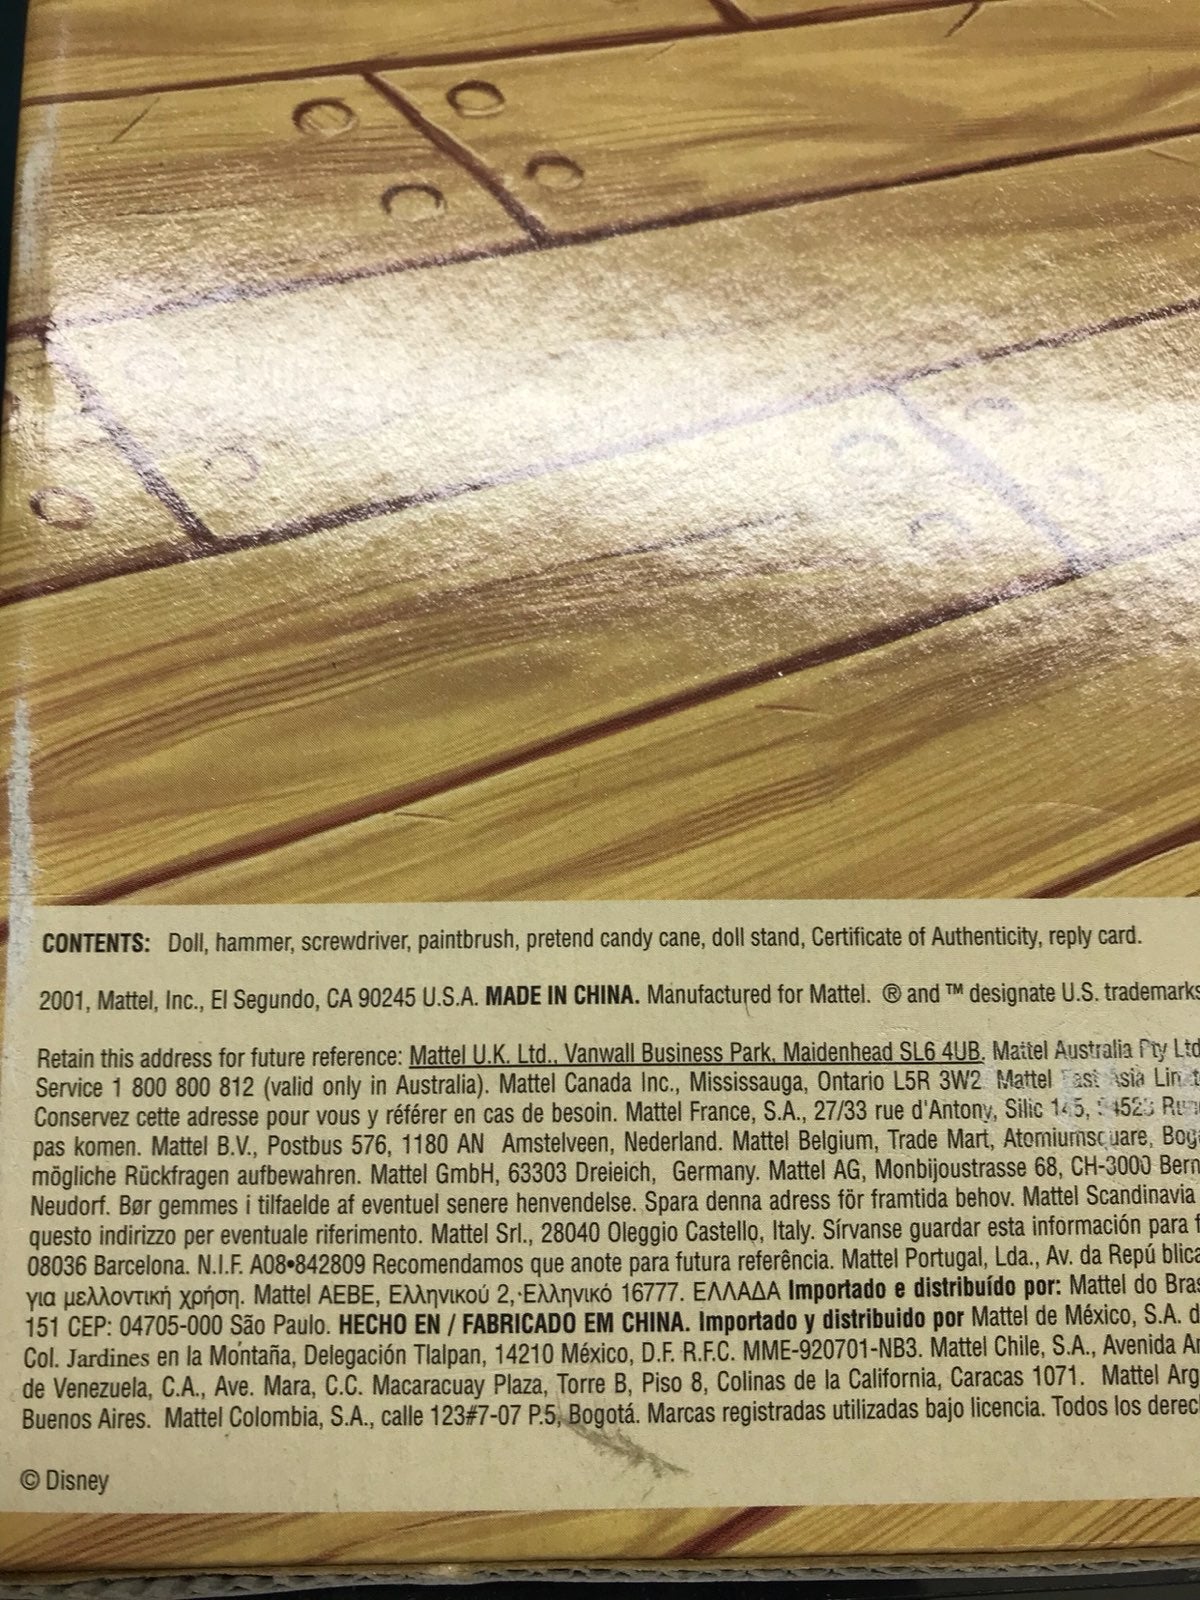 CONTENTS: Doll, hammer, screwdriver, paintbrush, pretend candy cane, doll stand, Certificate of Authenticity, reply card.
2001, Mattel, Inc., El Segundo, CA 90245 U.S.A. MADE IN CHINA. Manufactured for Mattel. ® and ™ designate U.S. trademarks
Retain this address for future reference: Mattel U.K. Ltd., Vanwall Business Park, Maidenhead SL6 4UB. Mattel Australia Pty Ltd
Service 1 800 800 812 (valid only in Australia). Mattel Canada Inc., Mississauga, Ontario L5R 3W2 Mattel East Asia
Conservez cette adresse pour vous y référer en cas de besoin. Mattel France, S.A., 27/33 rue d'Antony, Silic
pas komen. Mattel B.V., Postbus 576, 1180 AN Amstelveen, Nederland. Mattel Belgium, Trade Mart, Atomiumsquare,
mögliche Rückfragen aufbewahren. Mattel GmbH, 63303 Dreieich, Germany. Mattel AG, Monbijoustrasse 68, CH-3000 Bern
Neudorf. Bør gemmes i tilfaelde af eventuel senere henvendelse. Spara denna adress för framtida behov. Mattel Scandinavia
questo indirizzo per eventuale riferimento. Mattel Srl., 28040 Oleggio Castello, Italy. Sírvanse guardar esta información para
08036 Barcelona. N.I.F. A08•842809 Recomendamos que anote para futura referência. Mattel Portugal, Lda., Av. da Repú blica
για μελλοντική χρήση. Mattel AEBE, Ελληνικού 2, Ελληνικό 16777. ΕΛΛΑΔΑ Importado e distribuído por: Mattel do Bras
151 CEP: 04705-000 São Paulo. HECHO EN / FABRICADO EM CHINA. Importado y distribuido por Mattel de México, S.A. d
Col. Jardines en la Montaña, Delegación Tlalpan, 14210 México, D.F. R.F.C. MME-920701-NB3. Mattel Chile, S.A., Avenida
de Venezuela, C.A., Ave. Mara, C.C. Macaracuay Plaza, Torre B, Piso 8, Colinas de la California, Caracas 1071. Mattel Arg
Buenos Aires. Mattel Colombia, S.A., calle 123#7-07 P.5, Bogotá. Marcas registradas utilizadas bajo licencia. Todos los derec
© Disney